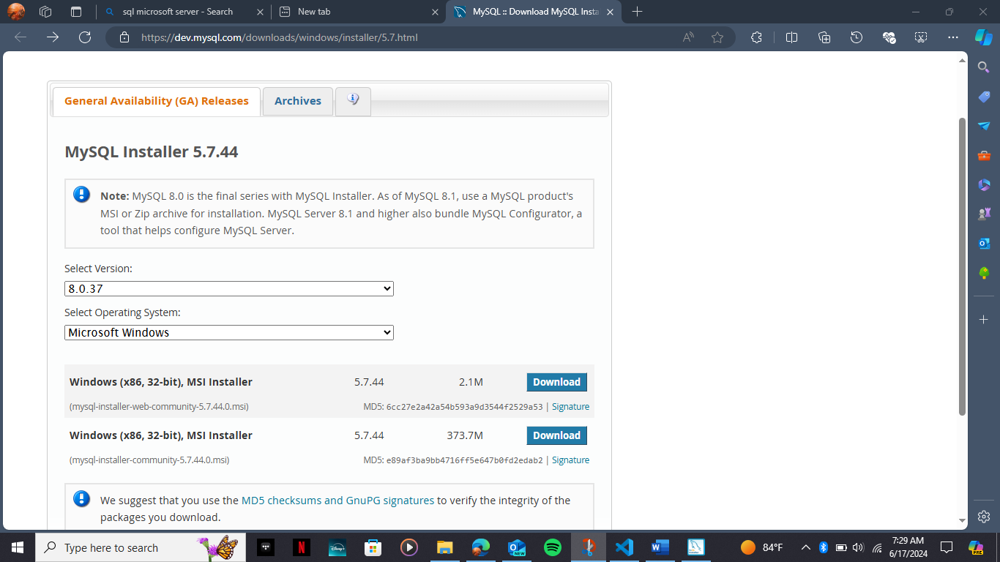 sql microsoft server - Search
New tab
MySQL :: Download MySQL Insta
https://dev.mysql.com/downloads/windows/installer/5.7.html
General Availability (GA) Releases
Archives
MySQL Installer 5.7.44
Note: MySQL 8.0 is the final series with MySQL Installer. As of MySQL 8.1, use a MySQL product's
MSI or Zip archive for installation. MySQL Server 8.1 and higher also bundle MySQL Configurator, a
tool that helps configure MySQL Server.
Select Version:
8.0.37
Select Operating System:
Microsoft Windows
Windows (x86, 32-bit), MSI Installer 5.7.44 2.1M Download
(mysql-installer-web-community-5.7.44.0.msi) MD5: 6cc27e2a42a54b593a9d3544f2529a53 | Signature
Windows (x86, 32-bit), MSI Installer 5.7.44 373.7M Download
(mysql-installer-community-5.7.44.0.msi) MD5: e89af3ba9bb4716ff5e647b0fd2edab2 | Signature
We suggest that you use the MD5 checksums and GnuPG signatures to verify the integrity of the
packages you download.
Type here to search
84°F
7:29 AM
6/17/2024